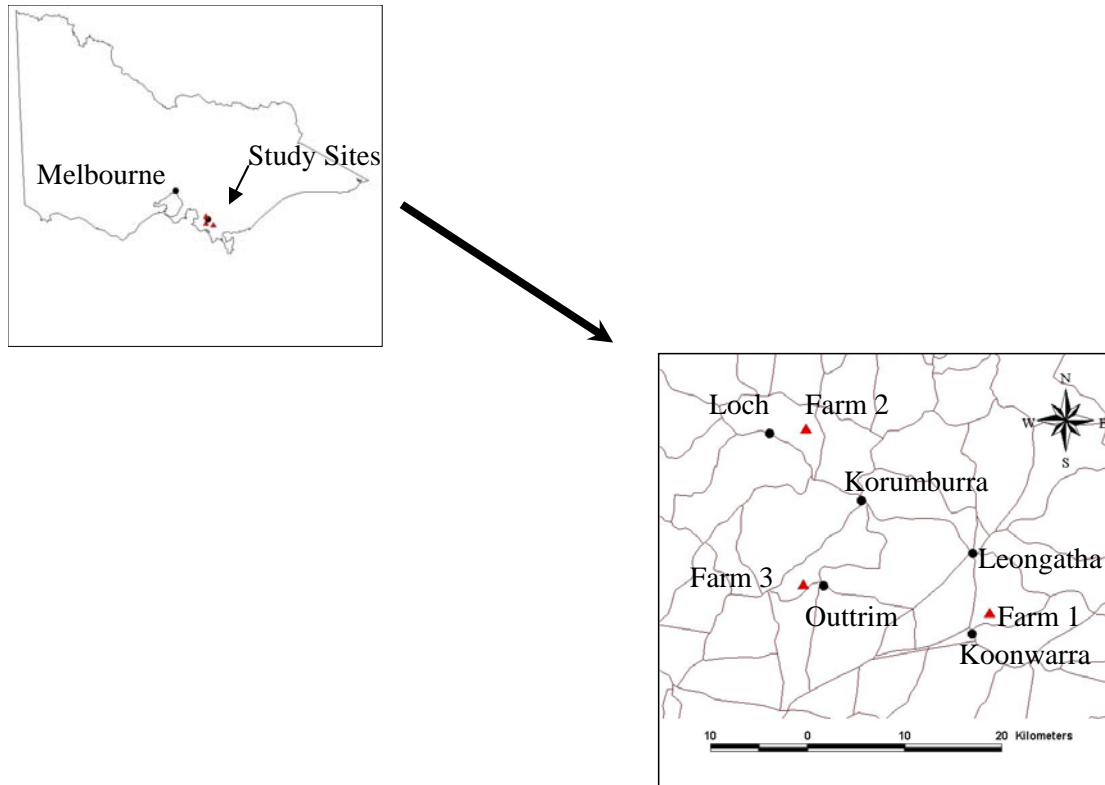 Study Sites
Melbourne
N
Loch Farm 2
W E
S
Korumburra
Leongatha
Farm 3
Outtrim Farm 1
Koonwarra
10 0 10 20 Kilometers